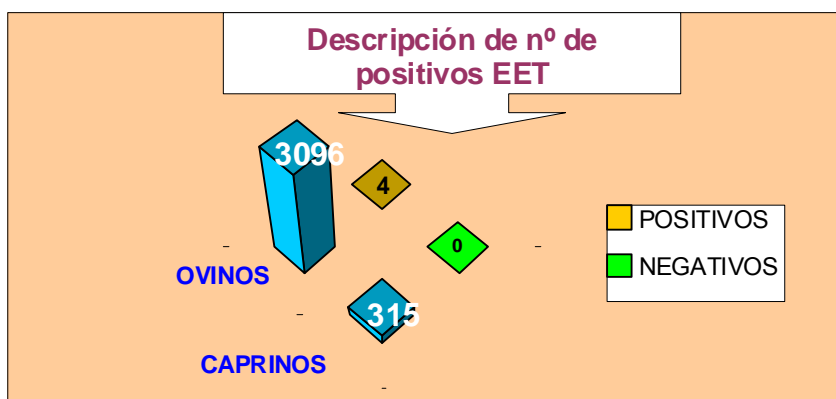 Descripción de nº de
positivos EET
3096
4
0
315
OVINOS
CAPRINOS
POSITIVOS
NEGATIVOS